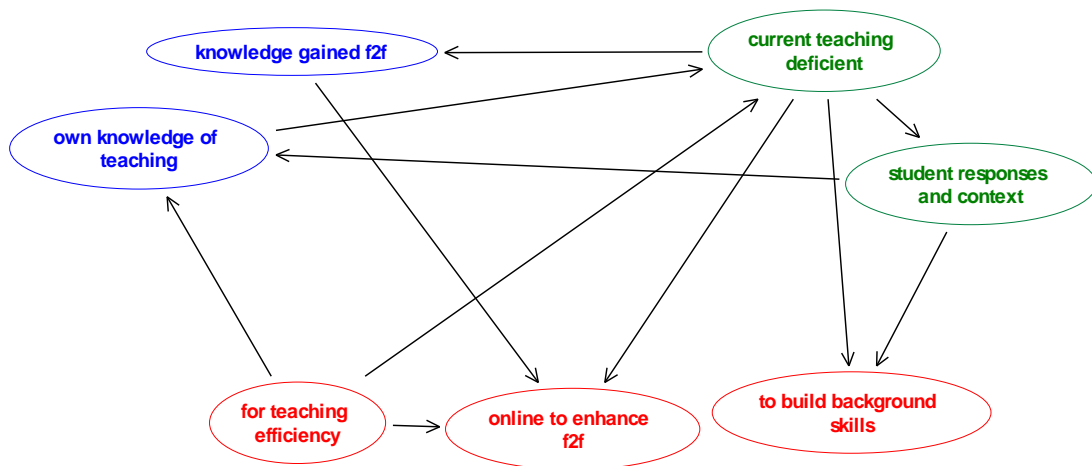 knowledge gained f2f
current teaching
deficient
own knowledge of
teaching
student responses
and context
for teaching
efficiency
online to enhance
f2f
to build background
skills